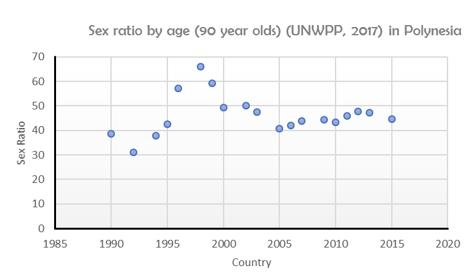 Sex ratio by age (90 year olds) (UNWPP, 2017) in Polynesia
70
60
50
40
30
20
10
0
Sex Ratio
1985 1990 1995 2000 2005 2010 2015 2020
Country